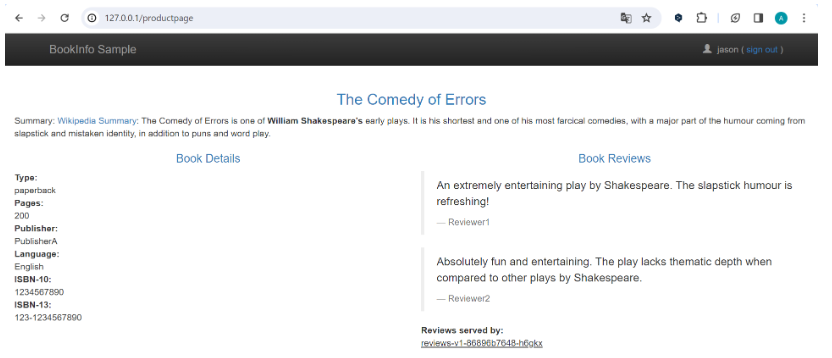 127.0.0.1/productpage
A
BookInfo Sample
jason ( sign out )
The Comedy of Errors
Summary: Wikipedia Summary: The Comedy of Errors is one of William Shakespeare's early plays. It is his shortest and one of his most farcical comedies, with a major part of the humour coming from
slapstick and mistaken identity, in addition to puns and word play.
Book Details
Type:
paperback
Pages:
200
Publisher:
PublisherA
Language:
English
ISBN-10:
1234567890
ISBN-13:
123-1234567890
Book Reviews
An extremely entertaining play by Shakespeare. The slapstick humour is
refreshing!
— Reviewer1
Absolutely fun and entertaining. The play lacks thematic depth when
compared to other plays by Shakespeare.
— Reviewer2
Reviews served by:
reviews-v1-86896b7648-h6gkx